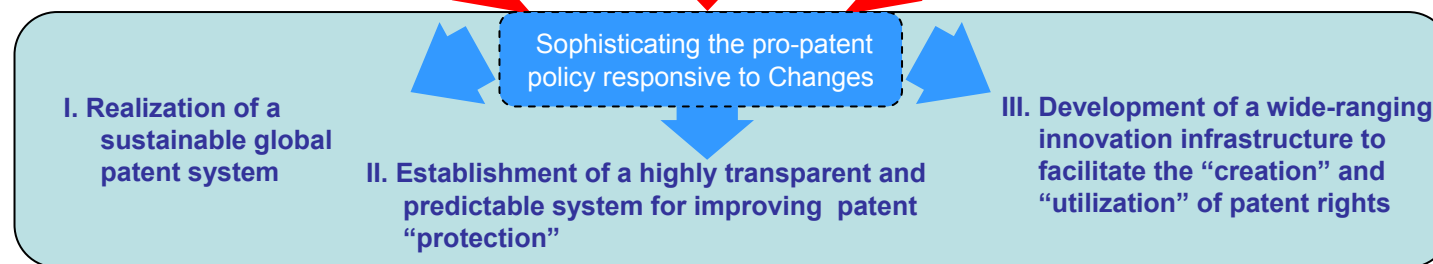 Sophisticating the pro-patent
policy responsive to Changes
I. Realization of a
sustainable global
patent system
II. Establishment of a highly transparent and
predictable system for improving patent
“protection”
III. Development of a wide-ranging
innovation infrastructure to
facilitate the “creation” and
“utilization” of patent rights